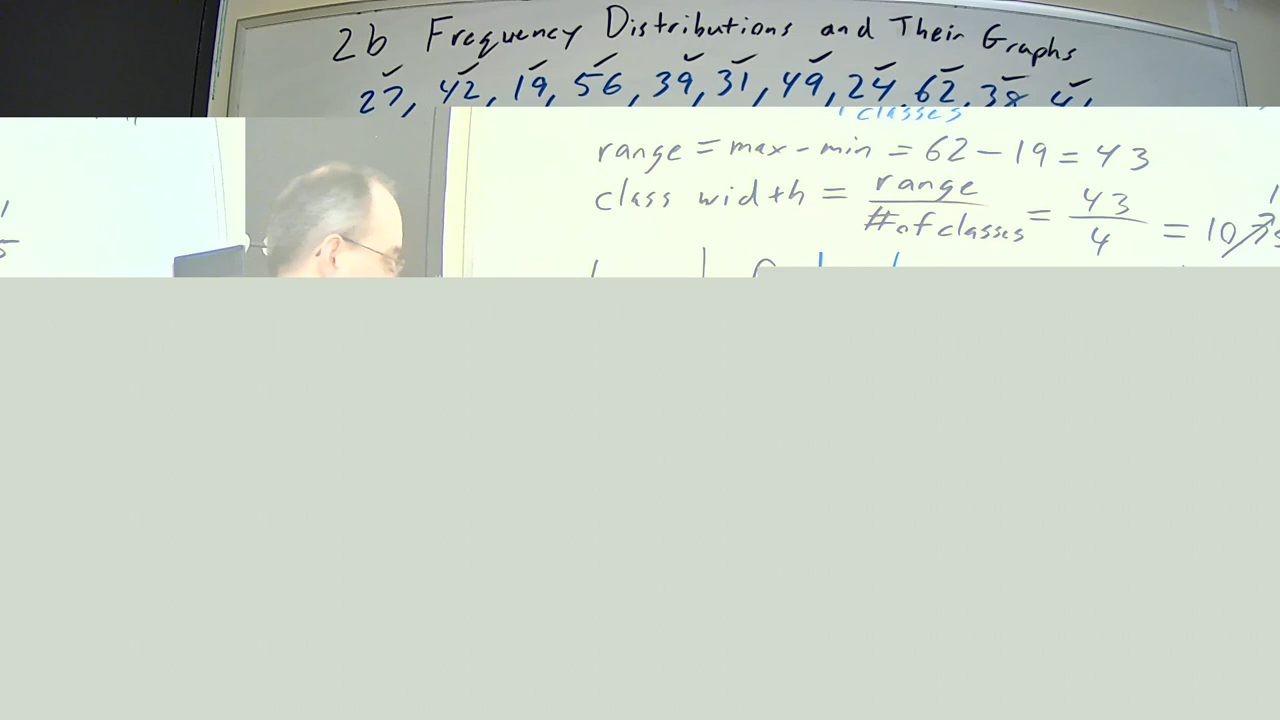 2b Frequency Distributions and Their Graphs
27, 42, 19, 56, 39, 31, 49, 24, 62, 38
classes
range = max - min = 62 - 19 = 43
class width = range / # of classes = 43 / 4 = 10